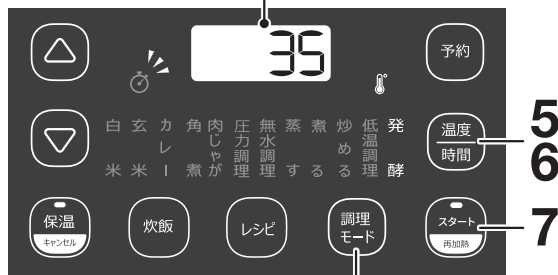 35
予約
白米
玄米
カレー
角煮
肉じゃが
圧力調理
無水調理
蒸す
煮る
炒める
低温調理
発酵
温度
時間
5
6
保温
キャンセル
炊飯
レシピ
調理
モード
スタート
再加熱
7